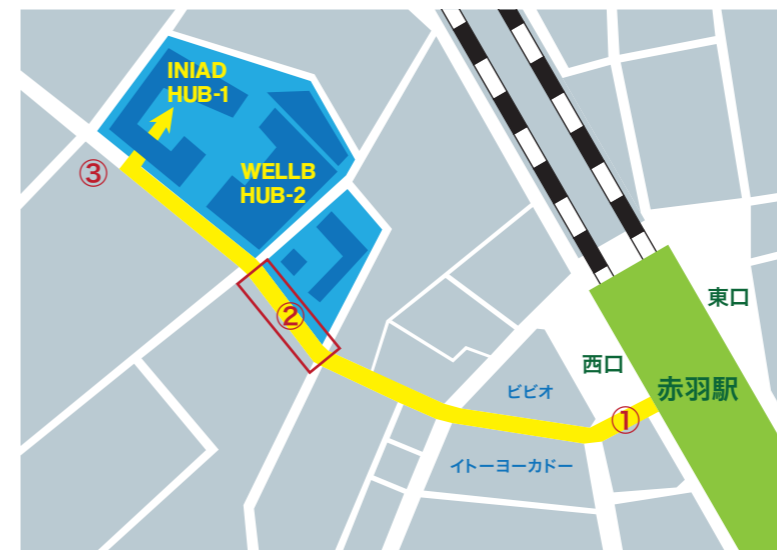 INIAD
HUB-1
③
WELLB
HUB-2
②
東口
西口
赤羽駅
ビビオ
①
イトーヨーカドー